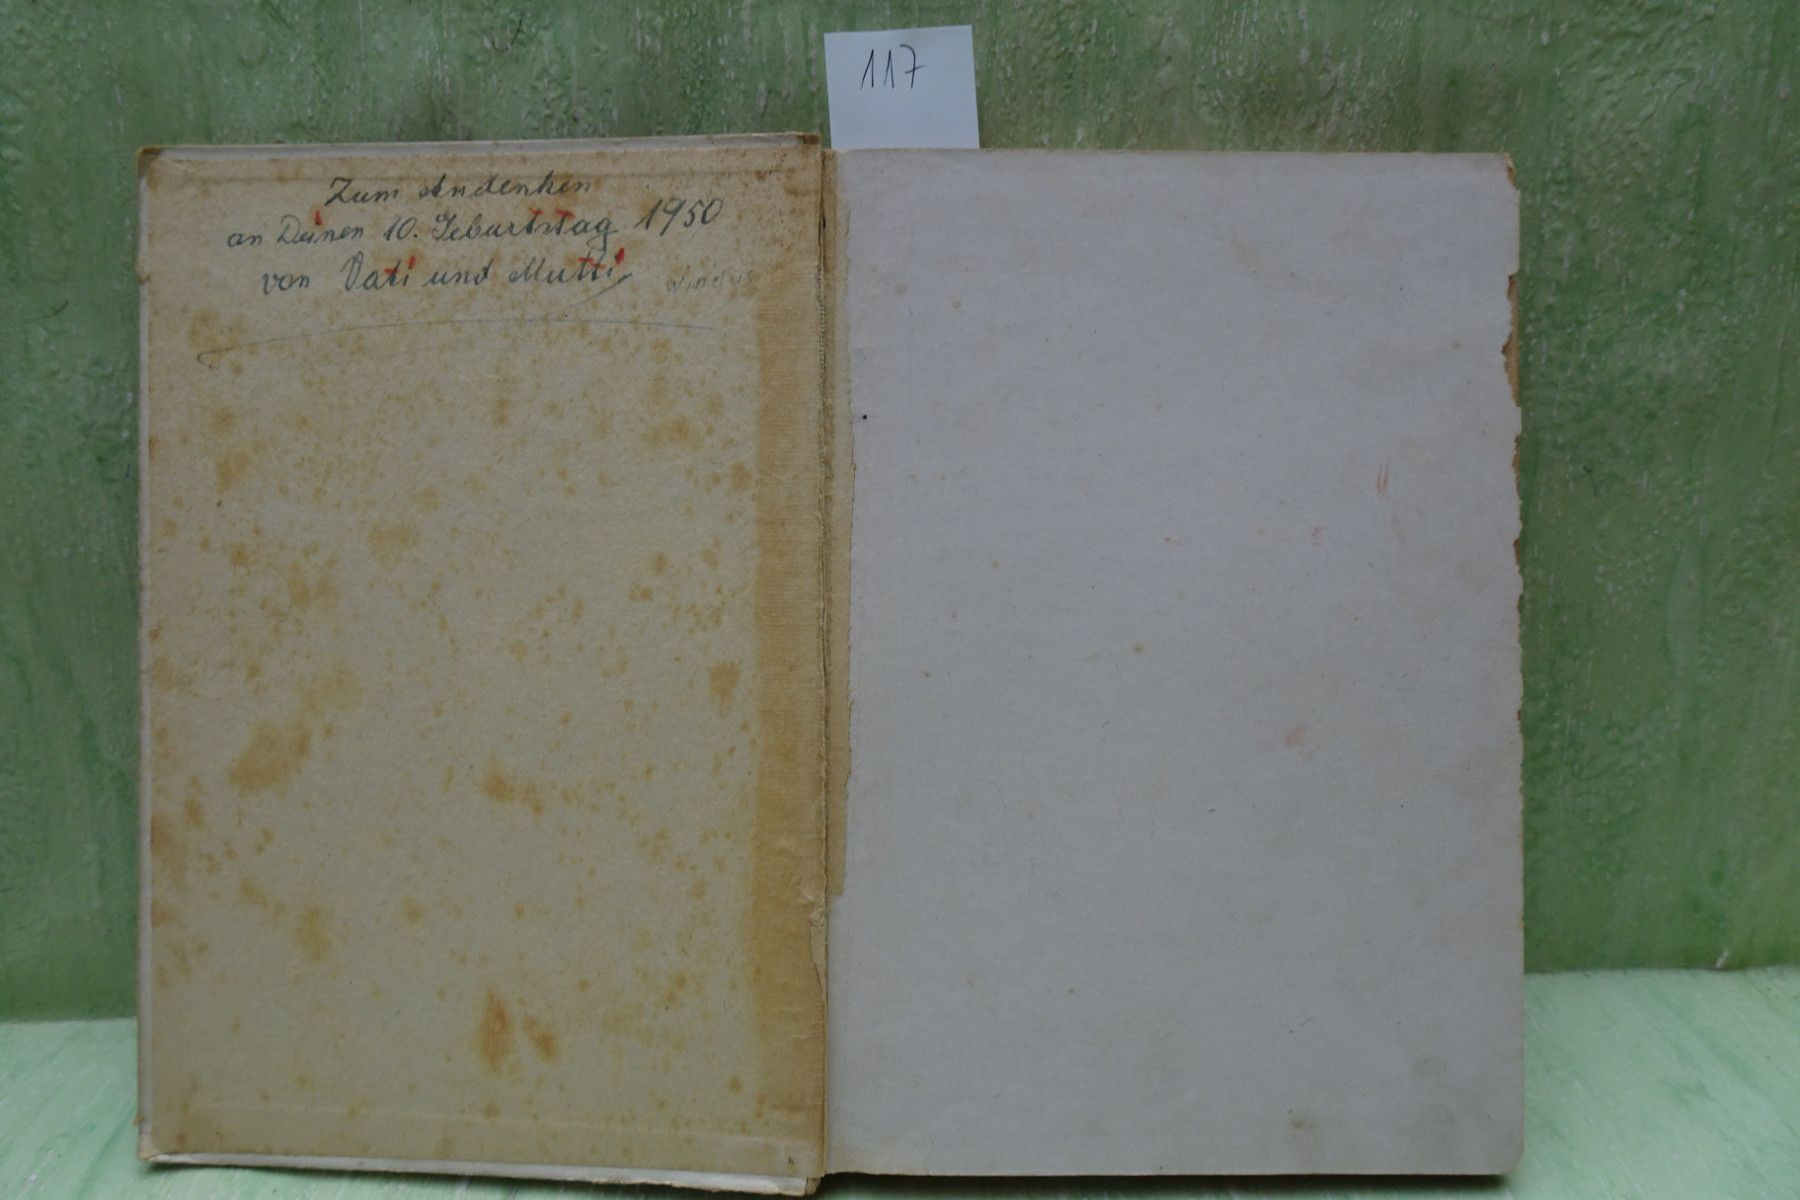 117
Zum Andenken
an Deinen 10. Geburtstag 1950
von Vati und Mutti